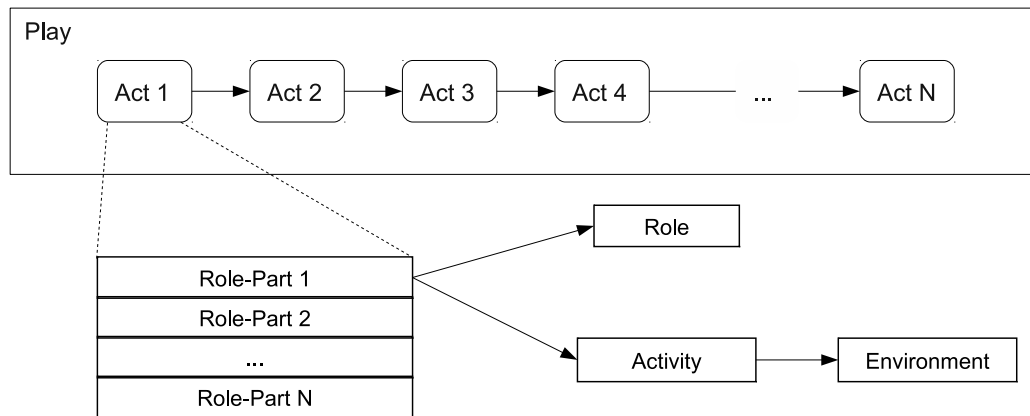 Play
Act 1
Act 2
Act 3
Act 4
...
Act N
Role
Role-Part 1
Role-Part 2
...
Role-Part N
Activity
Environment